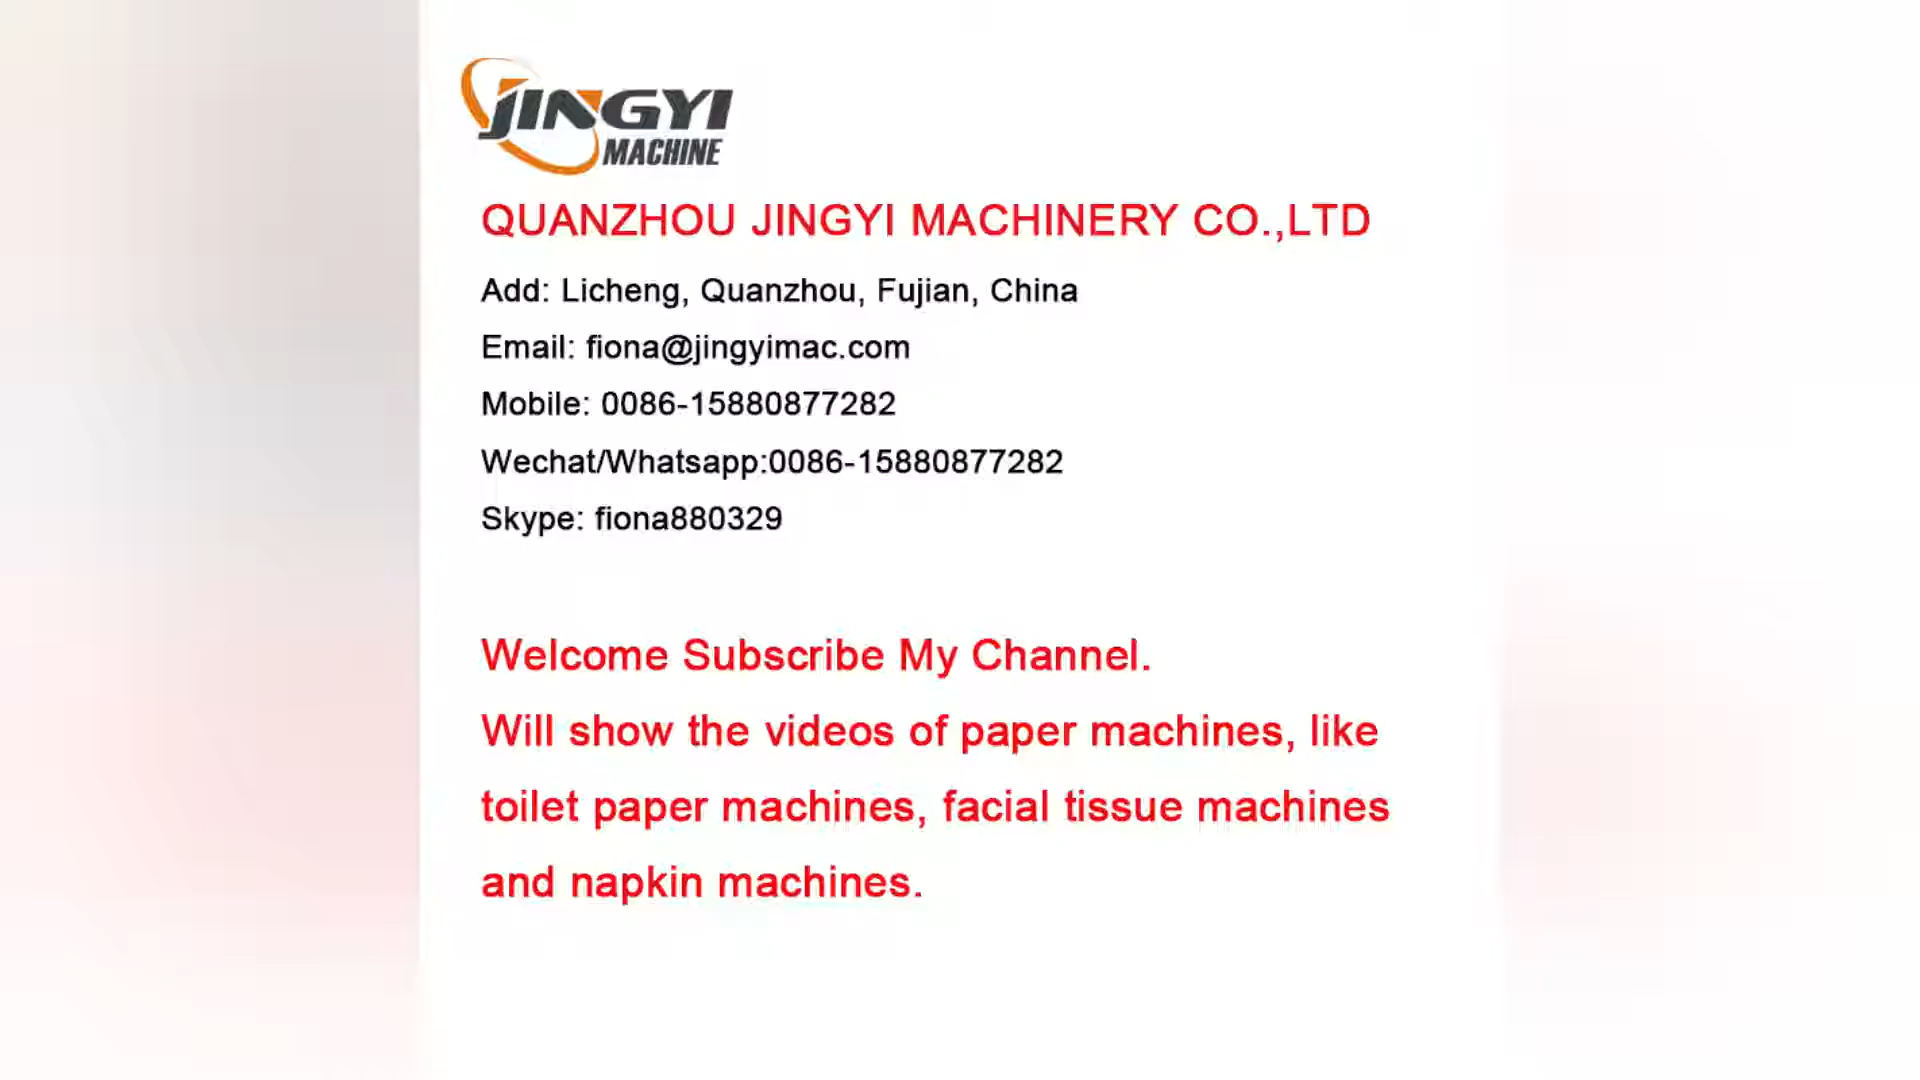 JINGYI
MACHINE
QUANZHOU JINGYI MACHINERY CO.,LTD
Add: Licheng, Quanzhou, Fujian, China
Email: fiona@jingyimac.com
Mobile: 0086-15880877282
Wechat/Whatsapp:0086-15880877282
Skype: fiona880329
Welcome Subscribe My Channel.
Will show the videos of paper machines, like
toilet paper machines, facial tissue machines
and napkin machines.